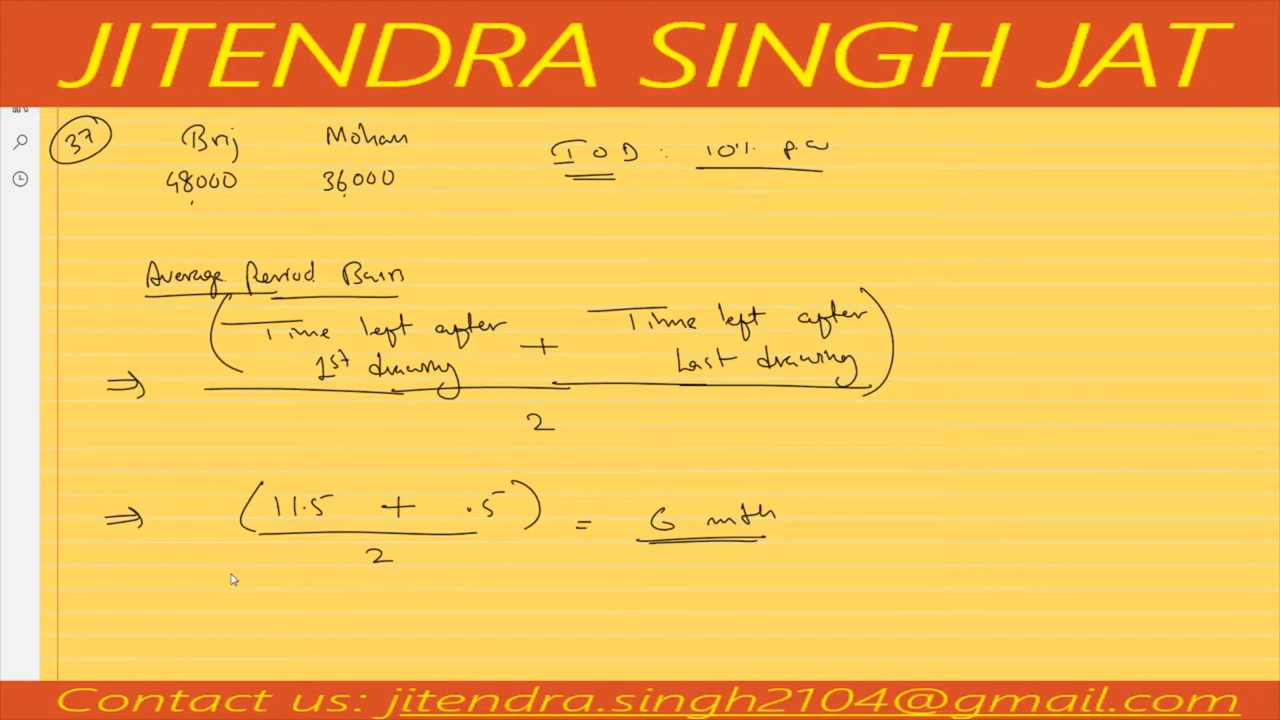 JITENDRA SINGH JAT
37
Brij Mohan
48000 36000
IOD : 10% p.a
Average Period Basis
(Time left after 1st drawing + Time left after Last drawing)
⇒
2
⇒ (11.5 + .5) = 6 mth
2
Contact us: jitendra.singh2104@gmail.com